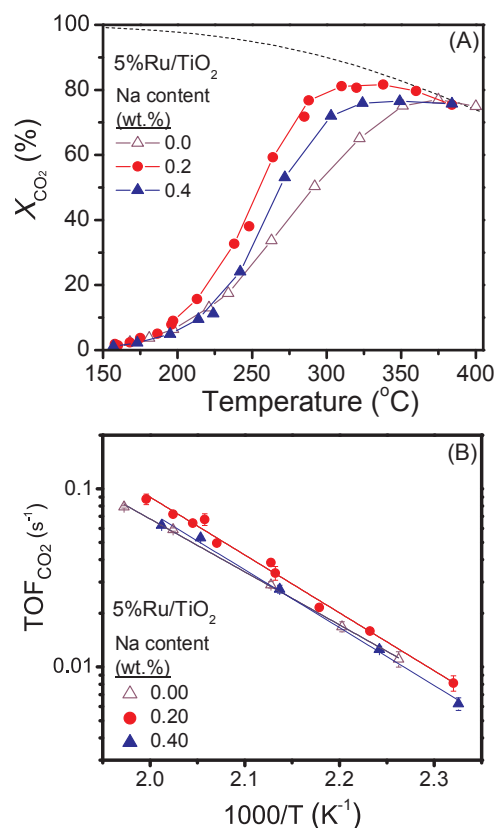 (A)
5%Ru/TiO₂
Na content
(wt.%)
0.0
0.2
0.4
100
80
60
40
20
0
X_CO₂ (%)
150 200 250 300 350 400
Temperature (°C)
(B)
0.1
0.01
TOF_CO2 (s⁻¹)
5%Ru/TiO₂
Na content
(wt.%)
0.00
0.20
0.40
2.0 2.1 2.2 2.3
1000/T (K⁻¹)